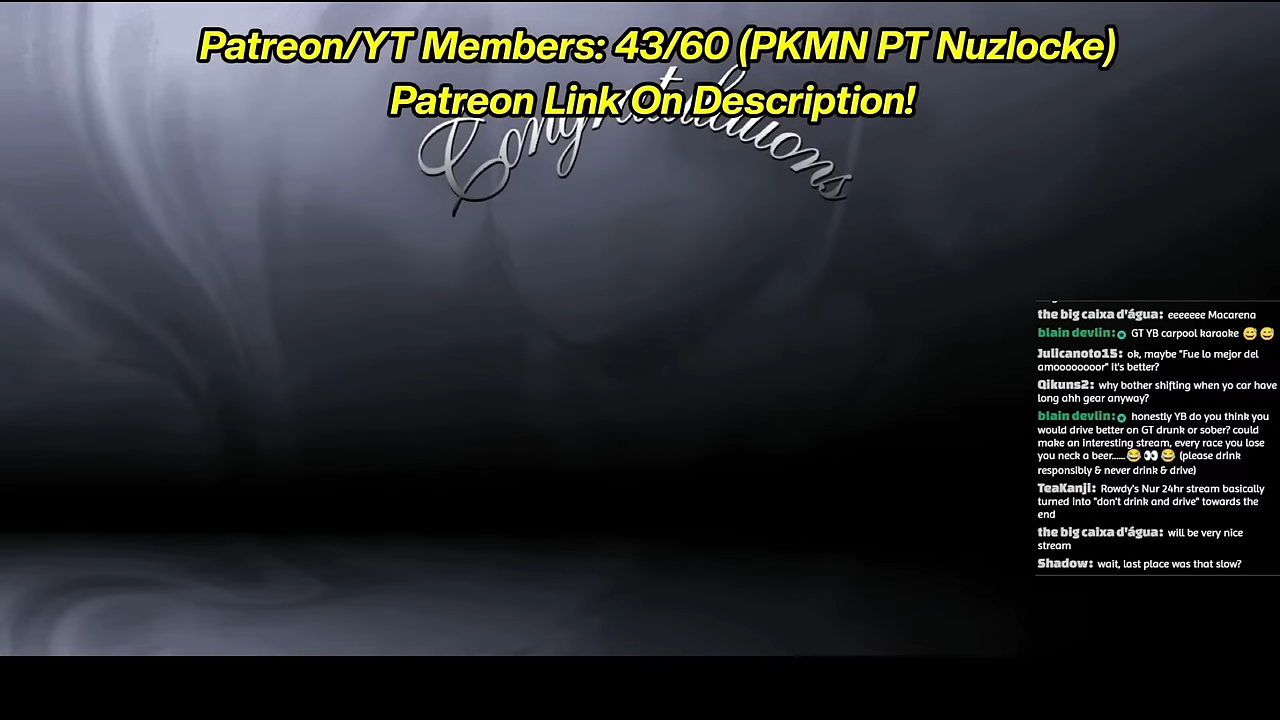 Patreon/YT Members: 43/60 (PKMN PT Nuzlocke)
Patreon Link On Description!
Congratulations
the big caixa d'água: eeeeeee Macarena
blain devlin: GT YB carpool karaoke 😅 😅
Julicanoto15: ok, maybe "Fue lo mejor del
amoooooooor" it's better?
Qikuns2: why bother shifting when yo car have
long ahh gear anyway?
blain devlin: honestly YB do you think you
would drive better on GT drunk or sober? could
make an interesting stream, every race you lose
you neck a beer......😂 👀 😂 (please drink
responsibly & never drink & drive)
TeaKanji: Rowdy's Nur 24hr stream basically
turned into "don't drink and drive" towards the
end
the big caixa d'água: will be very nice
stream
Shadow: wait, last place was that slow?